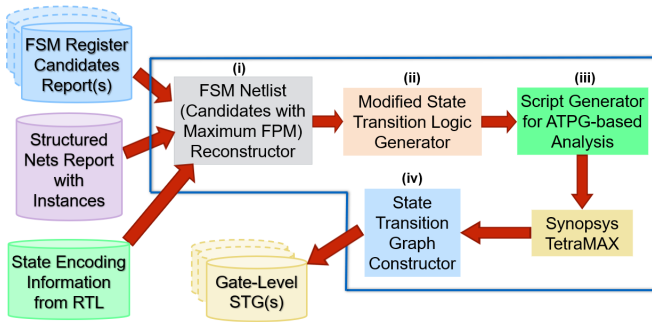 FSM Register
Candidates
Report(s)
Structured
Nets Report
with
Instances
State Encoding
Information
from RTL
(i)
FSM Netlist
(Candidates with
Maximum FPM)
Reconstructor
(ii)
Modified State
Transition Logic
Generator
(iii)
Script Generator
for ATPG-based
Analysis
Synopsys
TetraMAX
(iv)
State
Transition
Graph
Constructor
Gate-Level
STG(s)